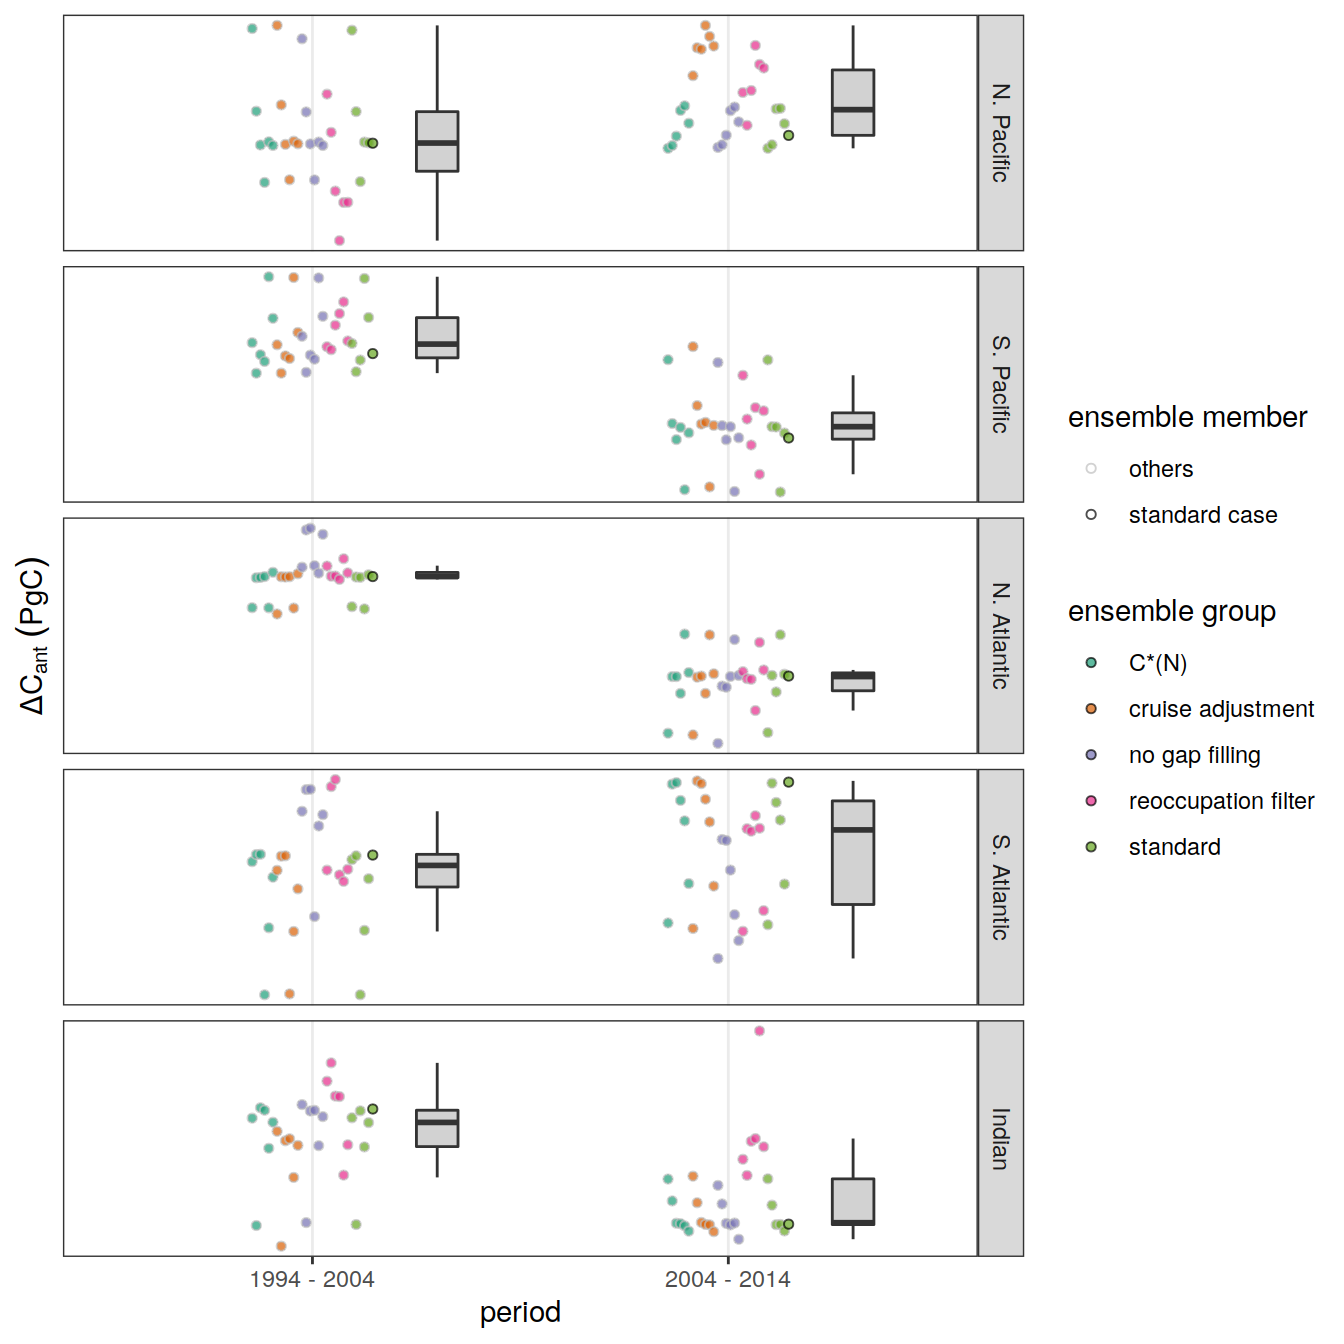 N. Pacific
S. Pacific
N. Atlantic
S. Atlantic
Indian
ΔCant (PgC)
1994 - 2004
2004 - 2014
period
ensemble member
others
standard case
ensemble group
C*(N)
cruise adjustment
no gap filling
reoccupation filter
standard